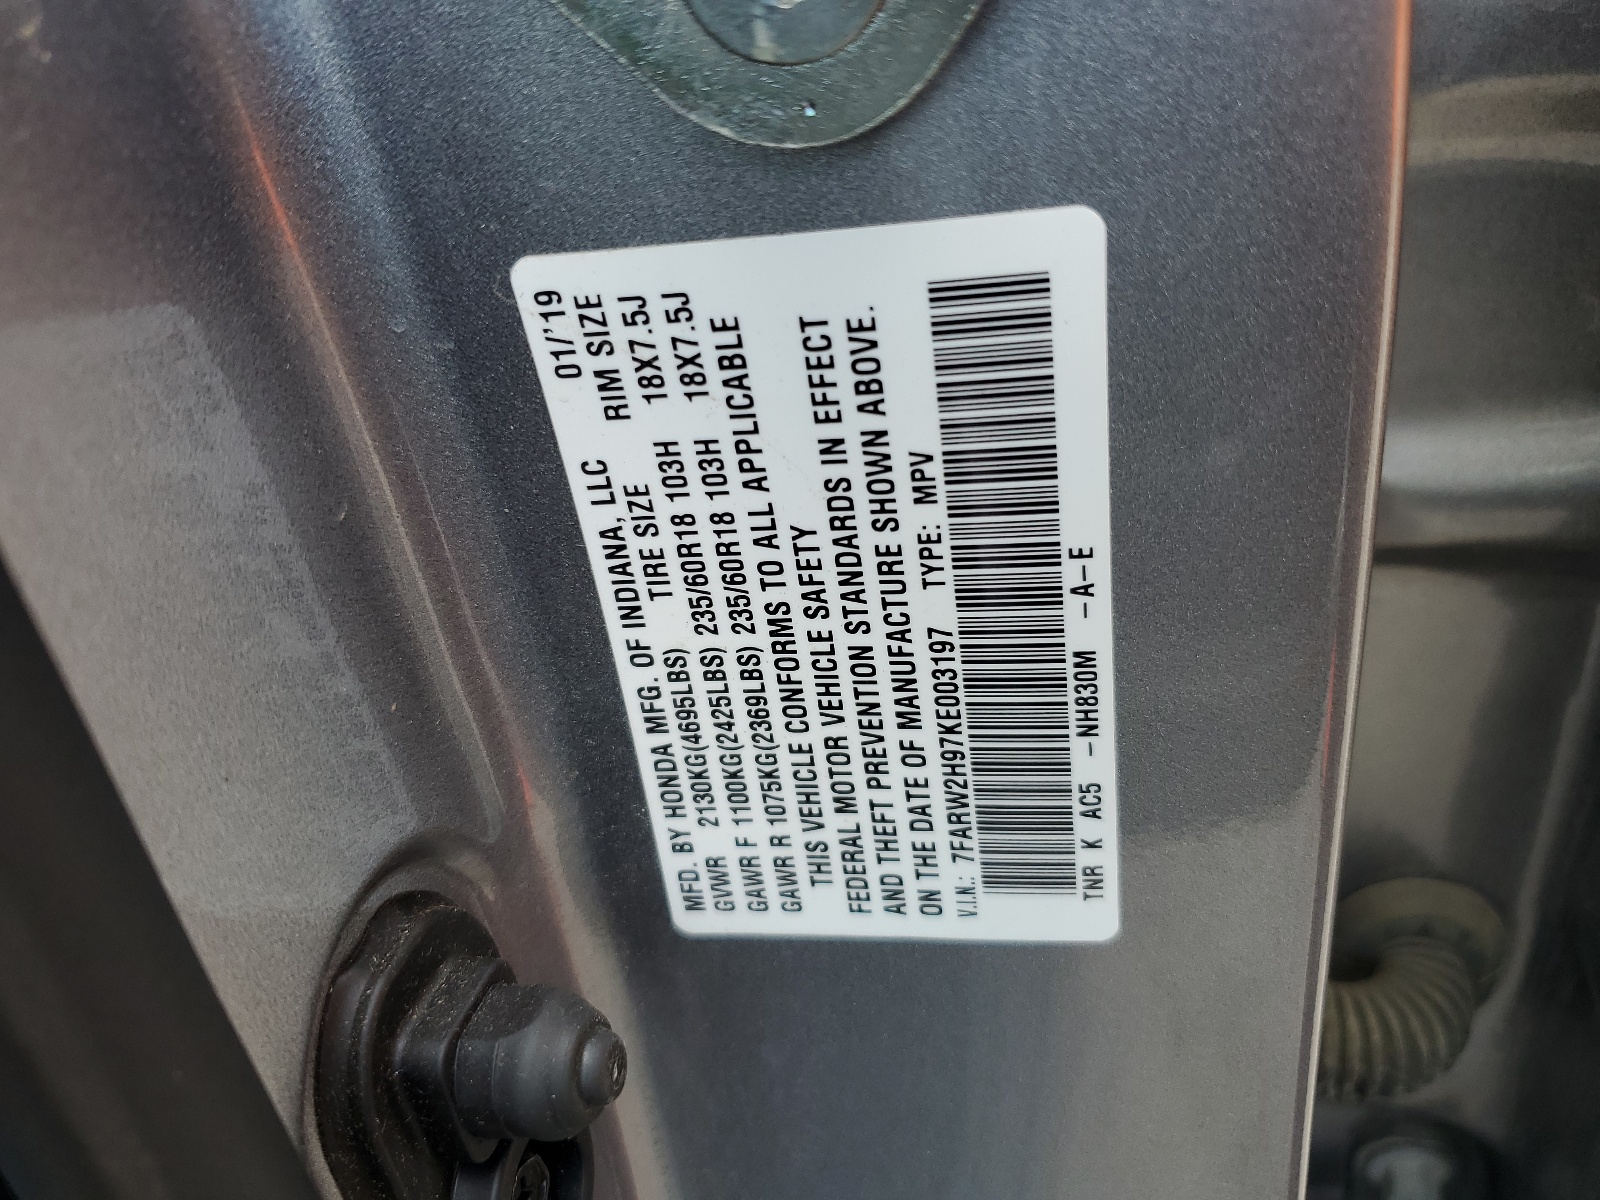 MFD. BY HONDA MFG. OF INDIANA, LLC 01/'19
GVWR 2130KG(4695LBS) TIRE SIZE RIM SIZE
GAWR F 1100KG(2425LBS) 235/60R18 103H 18X7.5J
GAWR R 1075KG(2369LBS) 235/60R18 103H 18X7.5J
THIS VEHICLE CONFORMS TO ALL APPLICABLE
FEDERAL MOTOR VEHICLE SAFETY
AND THEFT PREVENTION STANDARDS IN EFFECT
ON THE DATE OF MANUFACTURE SHOWN ABOVE.
V.I.N.: 7FARW2H97KE003197 TYPE: MPV
TNR K AC5 -NH830M -A-E